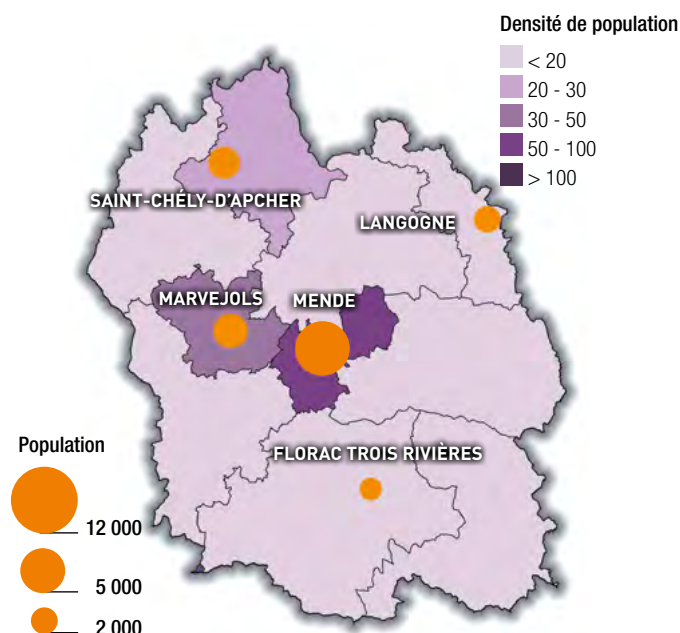 Densité de population
< 20
20 - 30
30 - 50
50 - 100
> 100
SAINT-CHÉLY-D'APCHER
LANGOGNE
MARVEJOLS
MENDE
FLORAC TROIS RIVIÈRES
Population
12 000
5 000
2 000